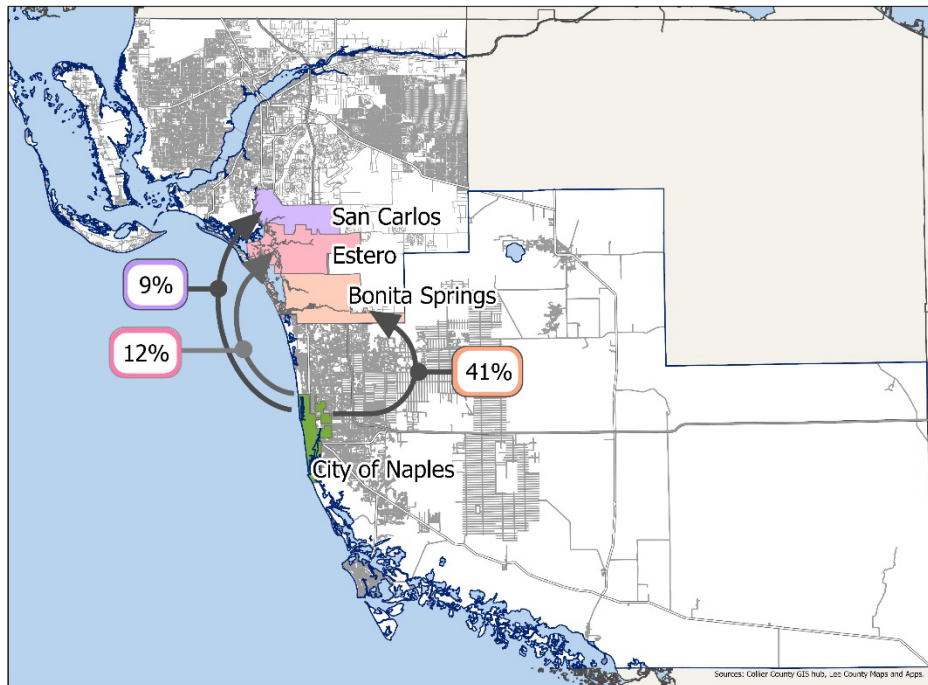 San Carlos
Estero
9%
Bonita Springs
12%
41%
City of Naples
Sources: Collier County GIS hub, Lee County Maps and Apps.